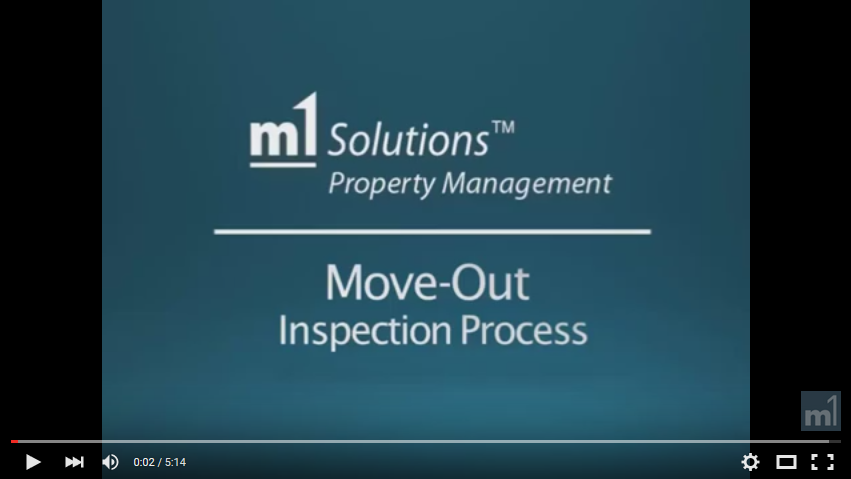 m1 Solutions™
Property Management
Move-Out
Inspection Process
m1
0:02 / 5:14